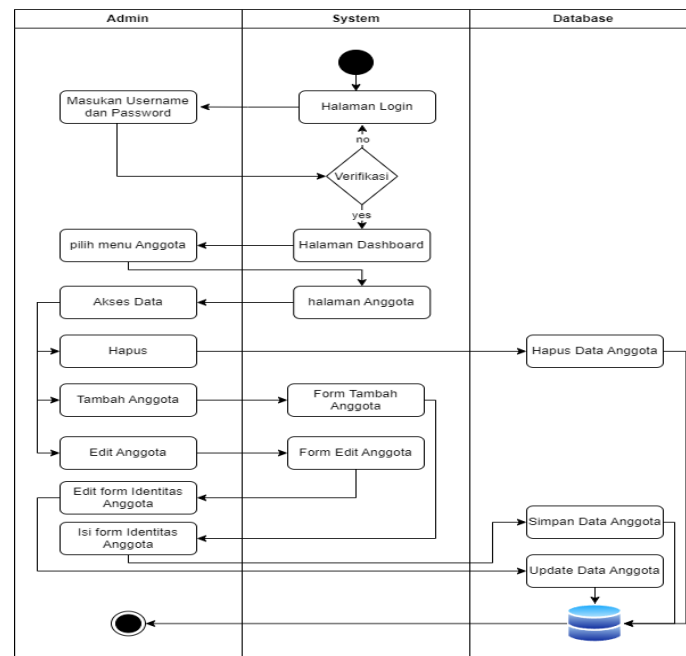 Admin
System
Database
Masukan Username
dan Password
Halaman Login
no
Verifikasi
yes
pilih menu Anggota
Halaman Dashboard
Akses Data
halaman Anggota
Hapus
Hapus Data Anggota
Tambah Anggota
Form Tambah
Anggota
Edit Anggota
Form Edit Anggota
Edit form Identitas
Anggota
Isi form Identitas
Anggota
Simpan Data Anggota
Update Data Anggota